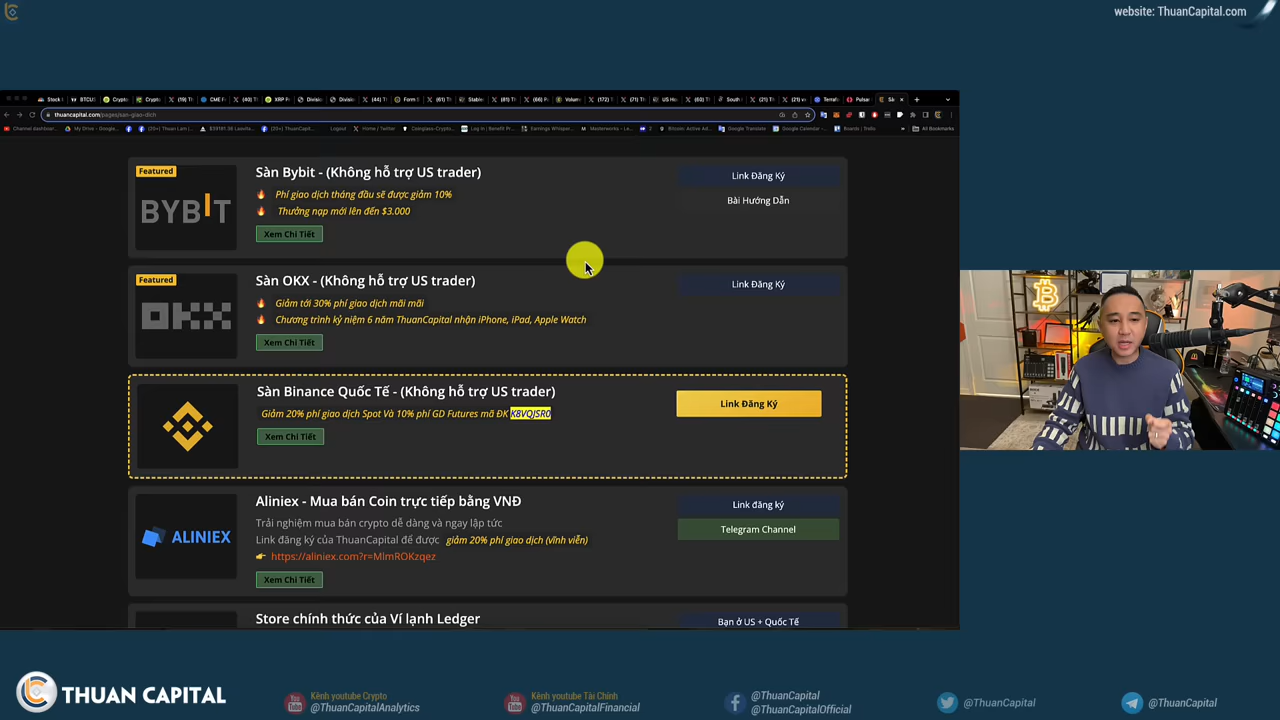 website: ThuanCapital.com
thuancapital.com/pages/san-giao-dich
Featured
BYBIT
Sàn Bybit - (Không hỗ trợ US trader)
Phí giao dịch tháng đầu sẽ được giảm 10%
Thưởng nạp mới lên đến $3.000
Xem Chi Tiết
Link Đăng Ký
Bài Hướng Dẫn
Featured
OKX
Sàn OKX - (Không hỗ trợ US trader)
Giảm tới 30% phí giao dịch mãi mãi
Chương trình kỷ niệm 6 năm ThuanCapital nhận iPhone, iPad, Apple Watch
Xem Chi Tiết
Link Đăng Ký
Sàn Binance Quốc Tế - (Không hỗ trợ US trader)
Giảm 20% phí giao dịch Spot Và 10% phí GD Futures mã ĐK K8VQJSR0
Xem Chi Tiết
Link Đăng Ký
ALINIEX
Aliniex - Mua bán Coin trực tiếp bằng VNĐ
Trải nghiệm mua bán crypto dễ dàng và ngay lập tức
Link đăng ký của ThuanCapital để được giảm 20% phí giao dịch (vĩnh viễn)
https://aliniex.com?r=MlmROKzqez
Xem Chi Tiết
Link đăng ký
Telegram Channel
Store chính thức của Ví lạnh Ledger
Bạn ở US + Quốc Tế
THUAN CAPITAL
Kênh youtube Crypto
@ThuanCapitalAnalytics
Kênh youtube Tài Chính
@ThuanCapitalFinancial
@ThuanCapital
@ThuanCapitalOfficial
@ThuanCapital
@ThuanCapital